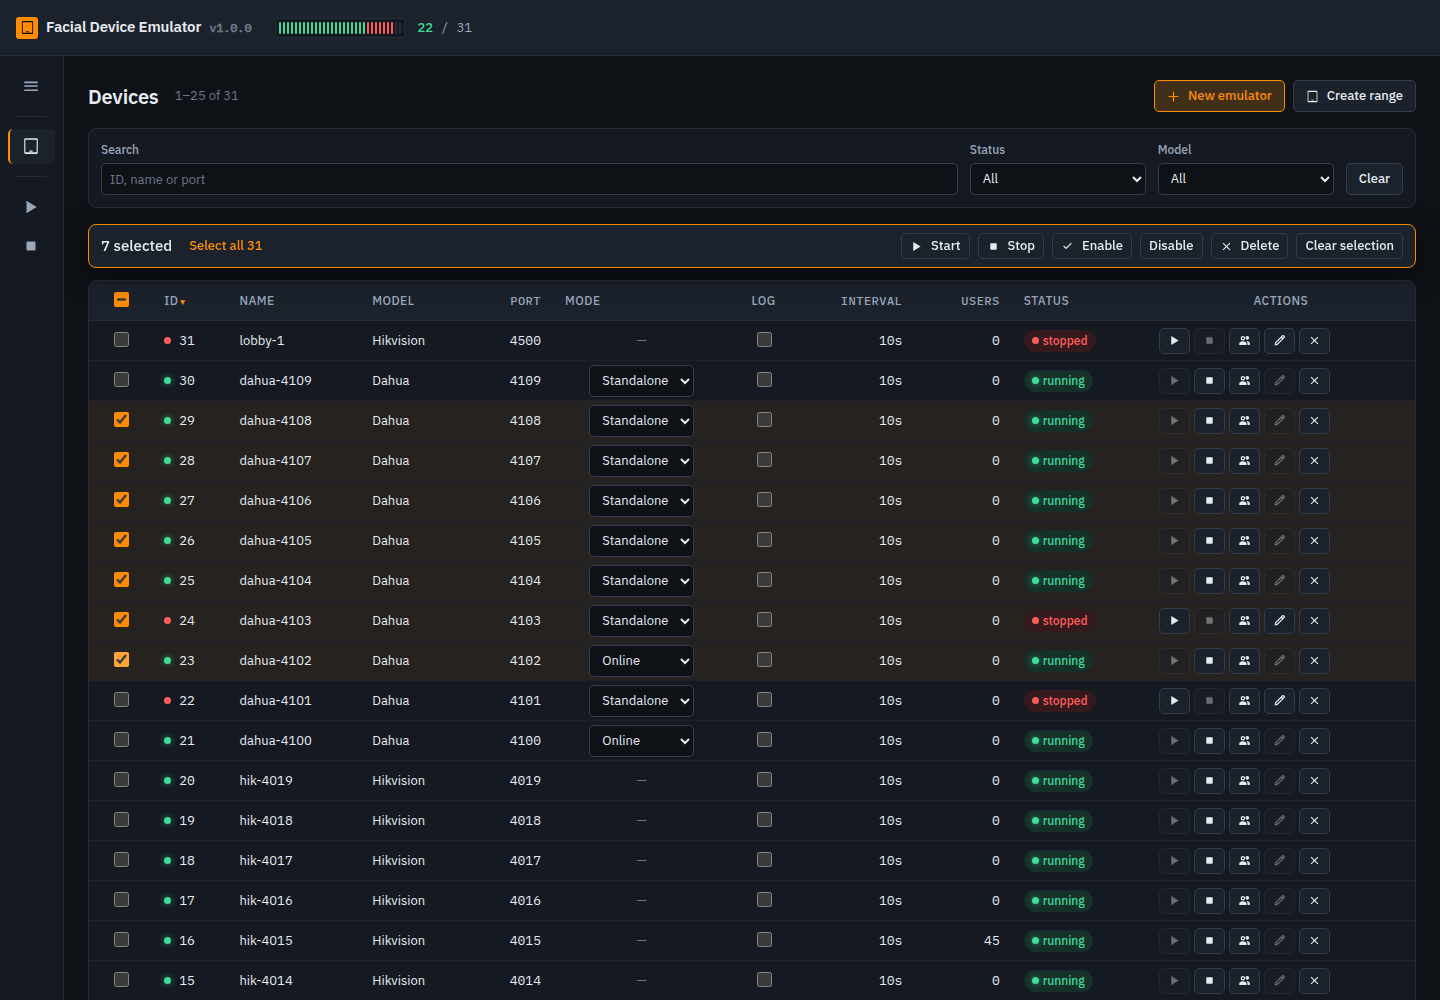 Facial Device Emulator v1.0.0 22 / 31
Devices 1–25 of 31 New emulator Create range
Search Status Model
ID, name or port All All Clear
7 selected Select all 31 Start Stop Enable Disable Delete Clear selection
ID NAME MODEL PORT MODE LOG INTERVAL USERS STATUS ACTIONS
31 lobby-1 Hikvision 4500 — 10s 0 stopped
30 dahua-4109 Dahua 4109 Standalone 10s 0 running
29 dahua-4108 Dahua 4108 Standalone 10s 0 running
28 dahua-4107 Dahua 4107 Standalone 10s 0 running
27 dahua-4106 Dahua 4106 Standalone 10s 0 running
26 dahua-4105 Dahua 4105 Standalone 10s 0 running
25 dahua-4104 Dahua 4104 Standalone 10s 0 running
24 dahua-4103 Dahua 4103 Standalone 10s 0 stopped
23 dahua-4102 Dahua 4102 Online 10s 0 running
22 dahua-4101 Dahua 4101 Standalone 10s 0 stopped
21 dahua-4100 Dahua 4100 Online 10s 0 running
20 hik-4019 Hikvision 4019 — 10s 0 running
19 hik-4018 Hikvision 4018 — 10s 0 running
18 hik-4017 Hikvision 4017 — 10s 0 running
17 hik-4016 Hikvision 4016 — 10s 0 running
16 hik-4015 Hikvision 4015 — 10s 45 running
15 hik-4014 Hikvision 4014 — 10s 0 running